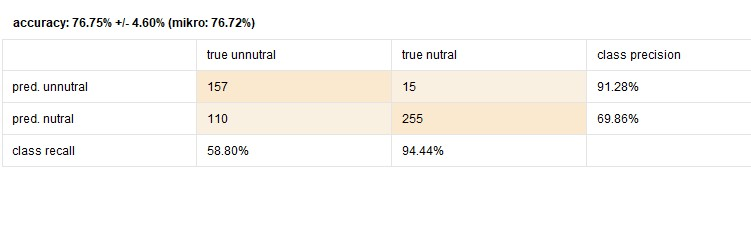 accuracy: 76.75% +/- 4.60% (mikro: 76.72%)
true unnutral true nutral class precision
pred. unnutral 157 15 91.28%
pred. nutral 110 255 69.86%
class recall 58.80% 94.44%